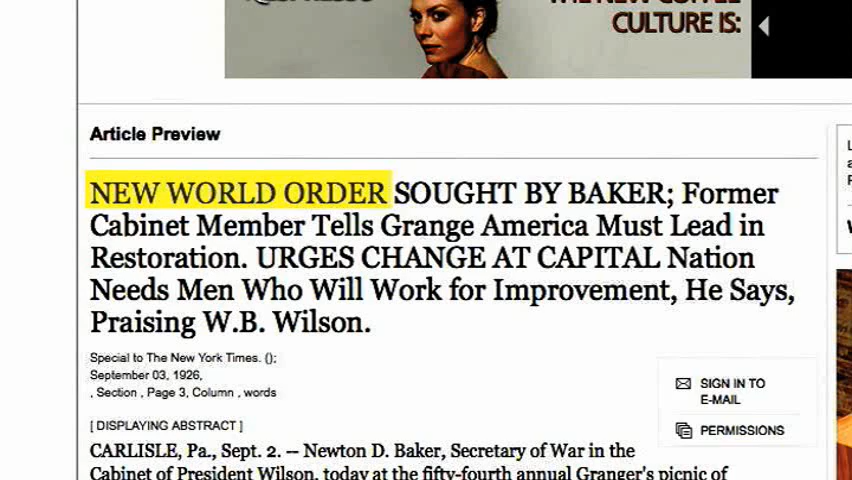 CULTURE IS:
Article Preview
NEW WORLD ORDER SOUGHT BY BAKER; Former
Cabinet Member Tells Grange America Must Lead in
Restoration. URGES CHANGE AT CAPITAL Nation
Needs Men Who Will Work for Improvement, He Says,
Praising W.B. Wilson.
Special to The New York Times. ();
September 03, 1926,
, Section , Page 3, Column , words
SIGN IN TO
E-MAIL
PERMISSIONS
[ DISPLAYING ABSTRACT ]
CARLISLE, Pa., Sept. 2. -- Newton D. Baker, Secretary of War in the
Cabinet of President Wilson, today at the fifty-fourth annual Granger's picnic of